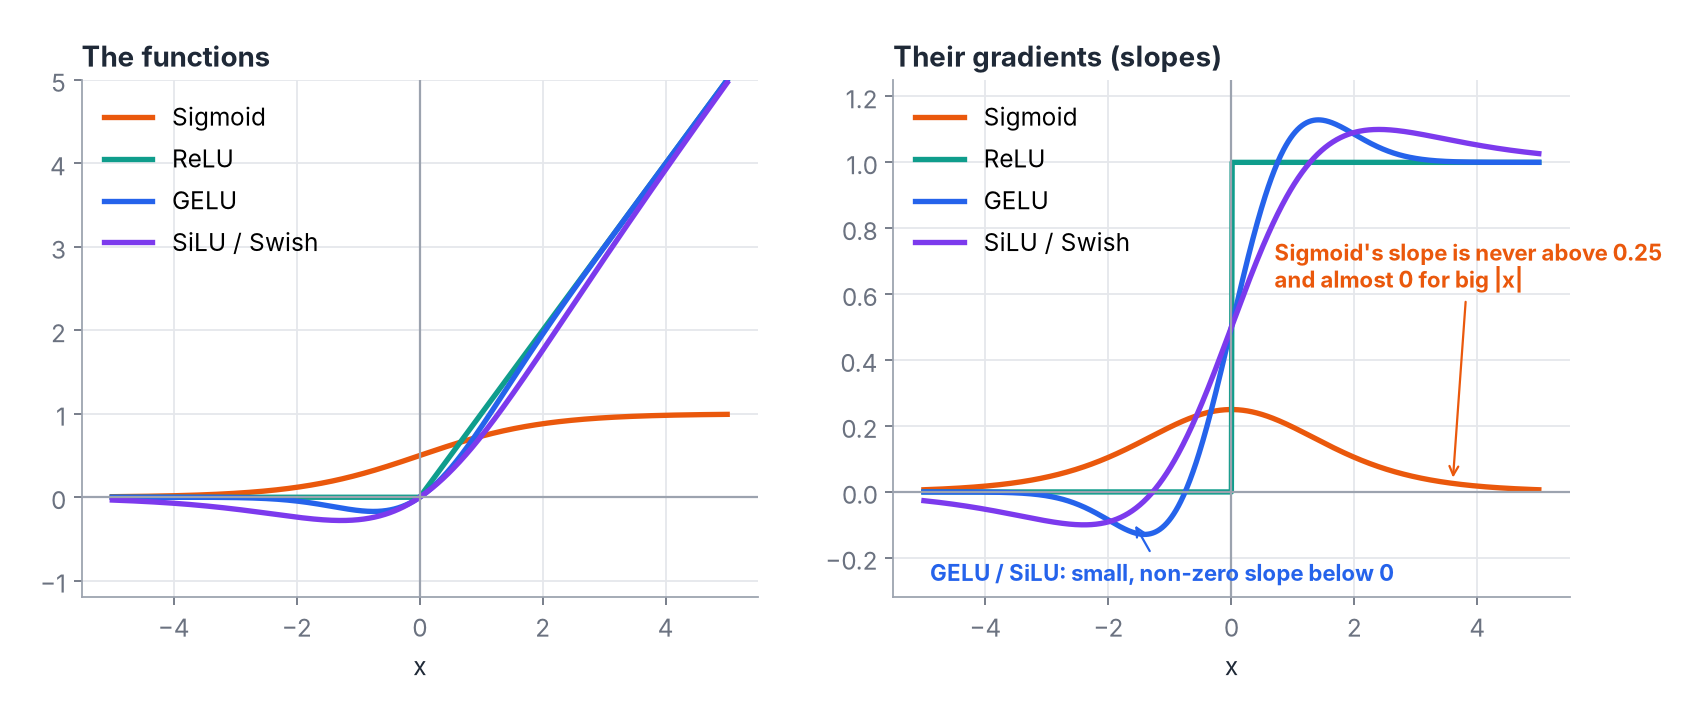 The functions
5
4
3
2
1
0
−1
Sigmoid
ReLU
GELU
SiLU / Swish
−4
−2
0
2
4
x
Their gradients (slopes)
1.2
1.0
0.8
0.6
0.4
0.2
0.0
−0.2
Sigmoid
ReLU
GELU
SiLU / Swish
Sigmoid's slope is never above 0.25
and almost 0 for big |x|
GELU / SiLU: small, non-zero slope below 0
−4
−2
0
2
4
x